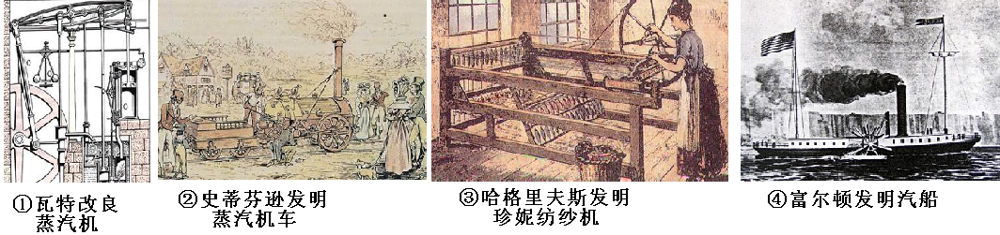 ①瓦特改良
蒸汽机
②史蒂芬逊发明
蒸汽机车
③哈格里夫斯发明
珍妮纺纱机
④富尔顿发明汽船